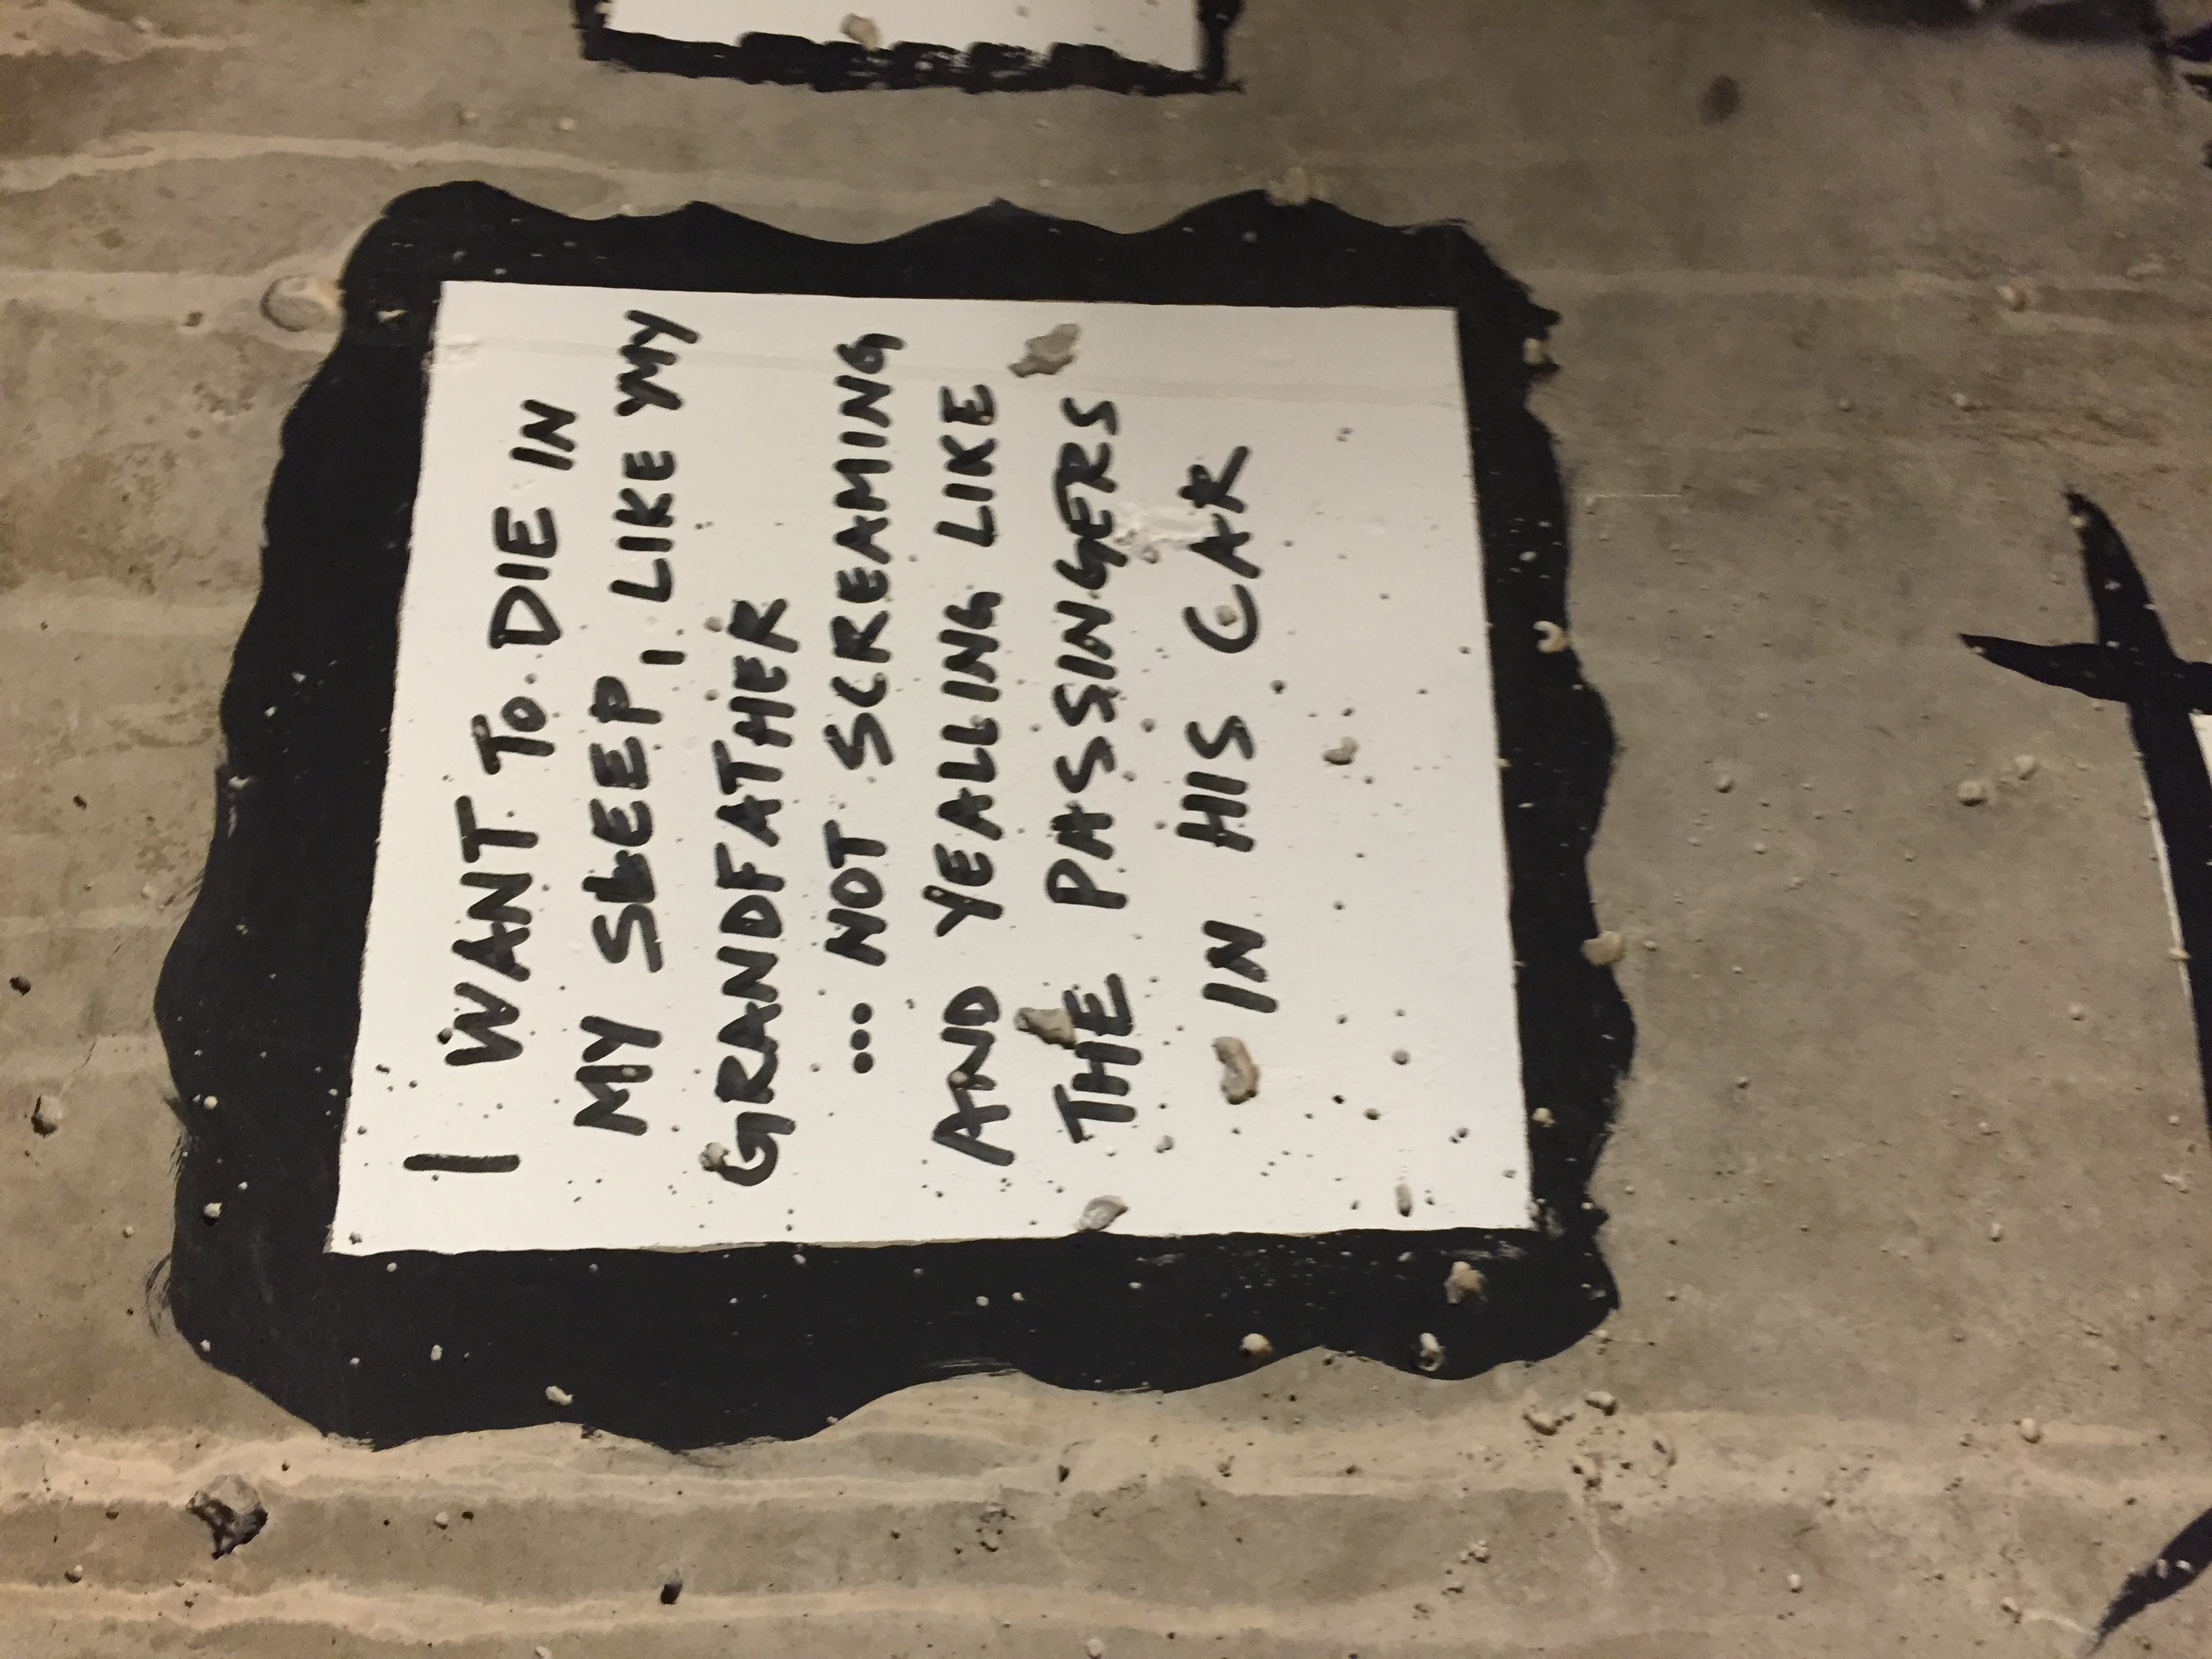 I WANT To DIE IN
MY SLEEP, LIKE MY
GRANDFATHER
... NOT SCREAMING
AND YEALLING LIKE
THE PASSINGERS
IN HIS CAR